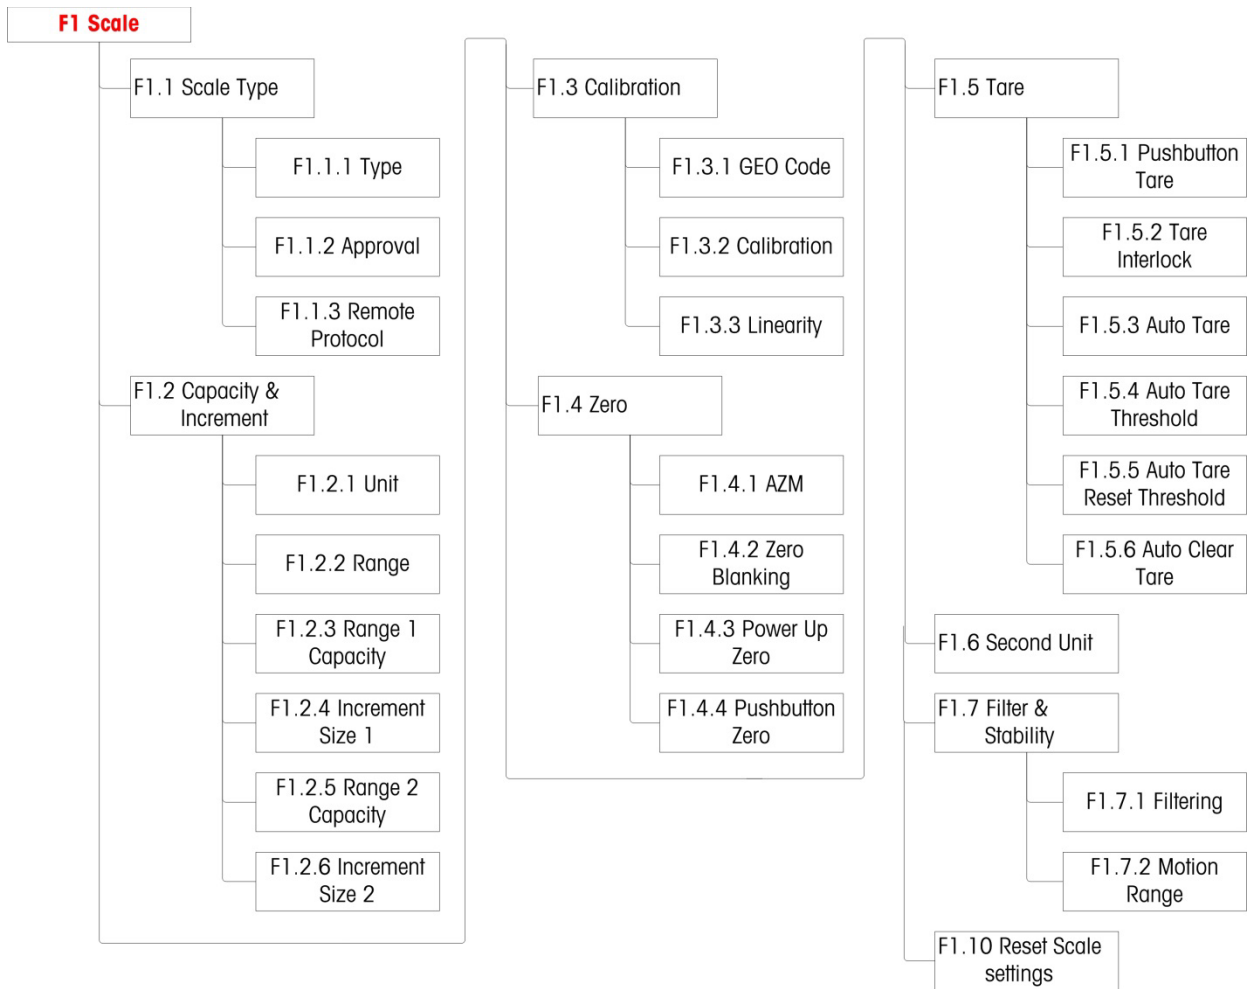 F1 Scale
F1.1 Scale Type
F1.1.1 Type
F1.1.2 Approval
F1.1.3 Remote
Protocol
F1.2 Capacity &
Increment
F1.2.1 Unit
F1.2.2 Range
F1.2.3 Range 1
Capacity
F1.2.4 Increment
Size 1
F1.2.5 Range 2
Capacity
F1.2.6 Increment
Size 2
F1.3 Calibration
F1.3.1 GEO Code
F1.3.2 Calibration
F1.3.3 Linearity
F1.4 Zero
F1.4.1 AZM
F1.4.2 Zero
Blanking
F1.4.3 Power Up
Zero
F1.4.4 Pushbutton
Zero
F1.5 Tare
F1.5.1 Pushbutton
Tare
F1.5.2 Tare
Interlock
F1.5.3 Auto Tare
F1.5.4 Auto Tare
Threshold
F1.5.5 Auto Tare
Reset Threshold
F1.5.6 Auto Clear
Tare
F1.6 Second Unit
F1.7 Filter &
Stability
F1.7.1 Filtering
F1.7.2 Motion
Range
F1.10 Reset Scale
settings